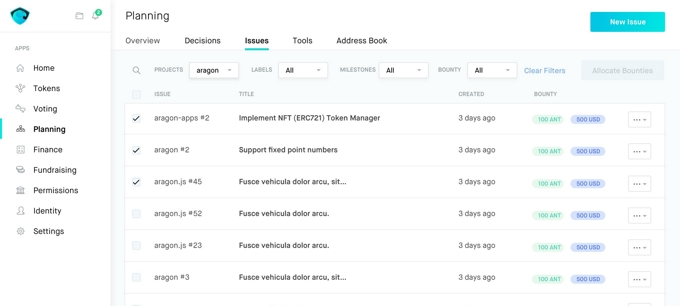 2
Planning
New Issue
Overview Decisions Issues Tools Address Book
APPS
Home
Tokens
Voting
Planning
Finance
Fundraising
Permissions
Identity
Settings
PROJECTS aragon LABELS All MILESTONES All BOUNTY All Clear Filters Allocate Bounties
ISSUE TITLE CREATED BOUNTY
aragon-apps #2 Implement NFT (ERC721) Token Manager 3 days ago 100 ANT 500 USD
aragon #2 Support fixed point numbers 3 days ago 100 ANT 500 USD
aragon.js #45 Fusce vehicula dolor arcu, sit... 3 days ago 100 ANT 500 USD
aragon.js #52 Fusce vehicula dolor arcu. 3 days ago 100 ANT 500 USD
aragon.js #23 Fusce vehicula dolor arcu. 3 days ago 100 ANT 500 USD
aragon #3 Fusce vehicula dolor arcu, sit... 3 days ago 100 ANT 500 USD